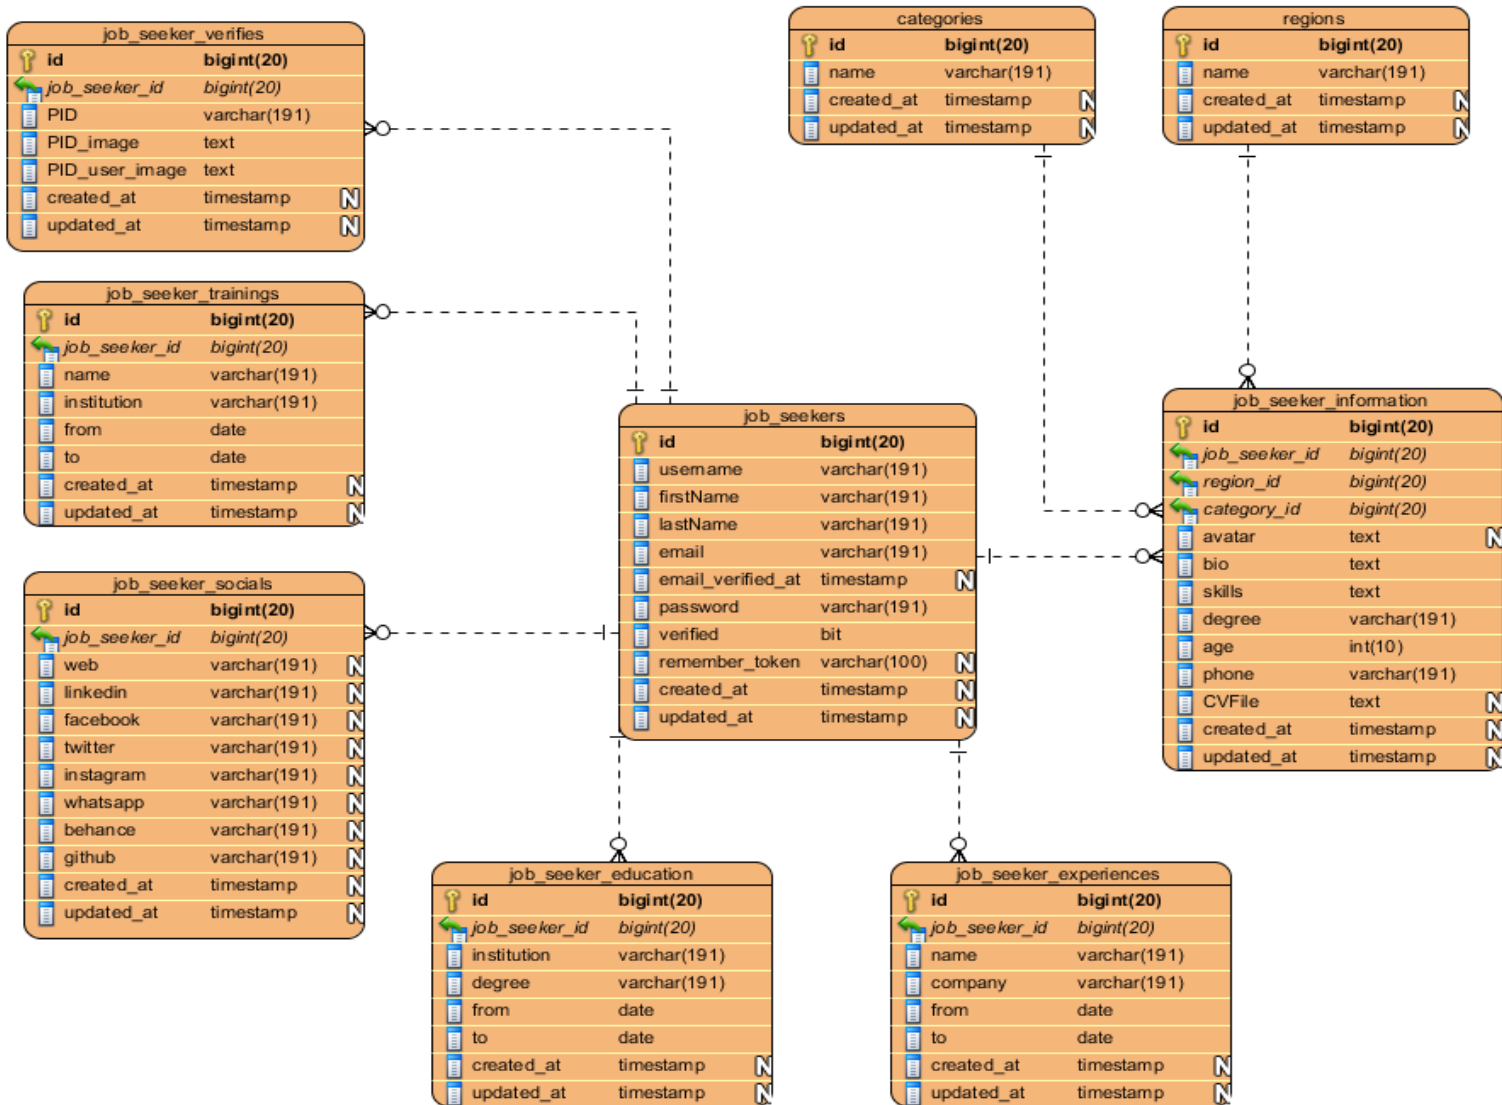 job_seeker_verifies
id bigint(20)
job_seeker_id bigint(20)
PID varchar(191)
PID_image text
PID_user_image text
created_at timestamp N
updated_at timestamp N
categories
id bigint(20)
name varchar(191)
created_at timestamp N
updated_at timestamp N
regions
id bigint(20)
name varchar(191)
created_at timestamp N
updated_at timestamp N
job_seeker_trainings
id bigint(20)
job_seeker_id bigint(20)
name varchar(191)
institution varchar(191)
from date
to date
created_at timestamp N
updated_at timestamp N
job_seekers
id bigint(20)
username varchar(191)
firstName varchar(191)
lastName varchar(191)
email varchar(191)
email_verified_at timestamp N
password varchar(191)
verified bit
remember_token varchar(100) N
created_at timestamp N
updated_at timestamp N
job_seeker_information
id bigint(20)
job_seeker_id bigint(20)
region_id bigint(20)
category_id bigint(20)
avatar text N
bio text
skills text
degree varchar(191)
age int(10)
phone varchar(191)
CVFile text N
created_at timestamp N
updated_at timestamp N
job_seeker_socials
id bigint(20)
job_seeker_id bigint(20)
web varchar(191) N
linkedin varchar(191) N
facebook varchar(191) N
twitter varchar(191) N
instagram varchar(191) N
whatsapp varchar(191) N
behance varchar(191) N
github varchar(191) N
created_at timestamp N
updated_at timestamp N
job_seeker_education
id bigint(20)
job_seeker_id bigint(20)
institution varchar(191)
degree varchar(191)
from date
to date
created_at timestamp N
updated_at timestamp N
job_seeker_experiences
id bigint(20)
job_seeker_id bigint(20)
name varchar(191)
company varchar(191)
from date
to date
created_at timestamp N
updated_at timestamp N